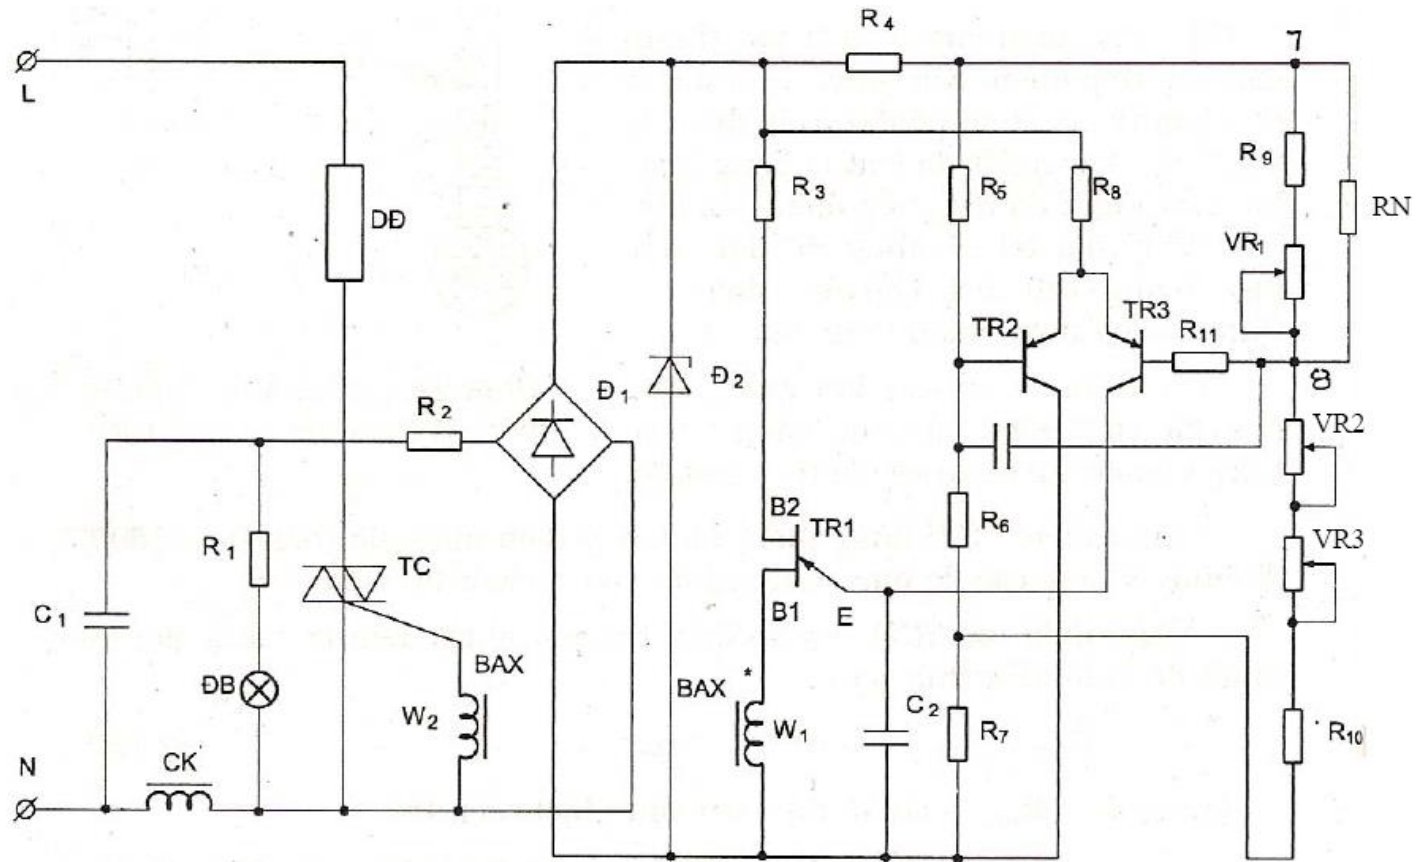 R4
7
L
R9
R3
R5
R8
RN
DĐ
VR1
TR2
TR3
R11
Đ1
Đ2
8
R2
VR2
B2
TR1
R6
VR3
R1
TC
C1
B1
E
BAX
BAX *
ĐB
C2
W2
W1
R7
R10
N
CK